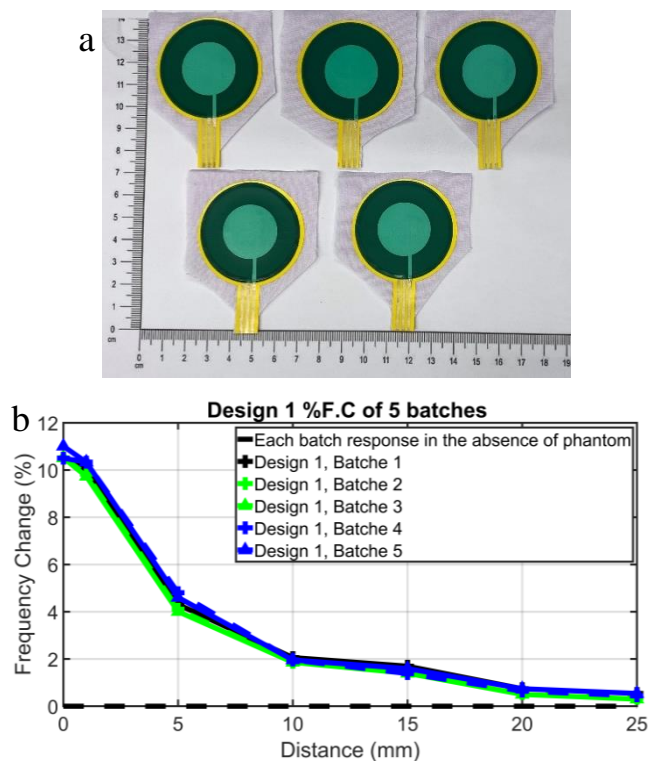 a
14
13
12
11
10
9
8
7
6
5
4
3
2
1
0
cm
0 1 2 3 4 5 6 7 8 9 10 11 12 13 14 15 16 17 18 19
cm
b
Design 1 %F.C of 5 batches
Frequency Change (%)
12
10
8
6
4
2
0
Each batch response in the absence of phantom
Design 1, Batche 1
Design 1, Batche 2
Design 1, Batche 3
Design 1, Batche 4
Design 1, Batche 5
0 5 10 15 20 25
Distance (mm)